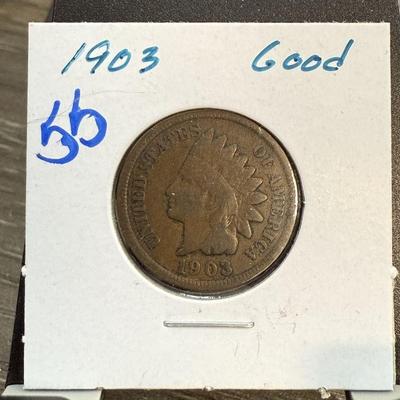 1903 Good
55
UNITED STATES OF AMERICA
1903